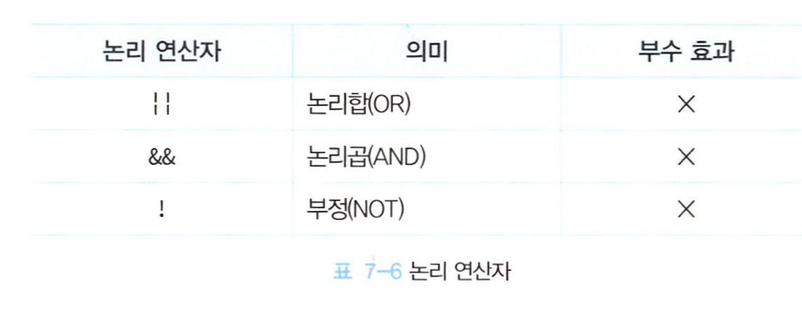 논리 연산자 의미 부수 효과
|| 논리합(OR) ×
&& 논리곱(AND) ×
! 부정(NOT) ×
표 7-6 논리 연산자